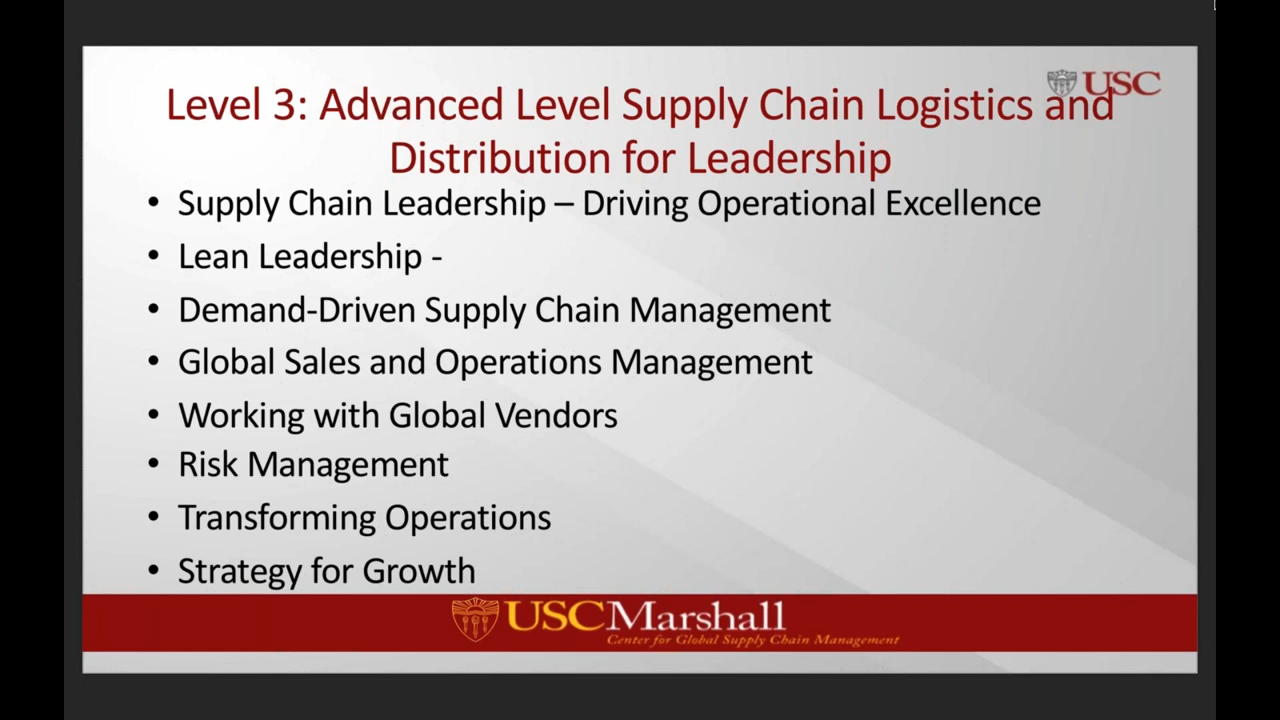 USC
Level 3: Advanced Level Supply Chain Logistics and
Distribution for Leadership
• Supply Chain Leadership – Driving Operational Excellence
• Lean Leadership -
• Demand-Driven Supply Chain Management
• Global Sales and Operations Management
• Working with Global Vendors
• Risk Management
• Transforming Operations
• Strategy for Growth
USC Marshall
Center for Global Supply Chain Management